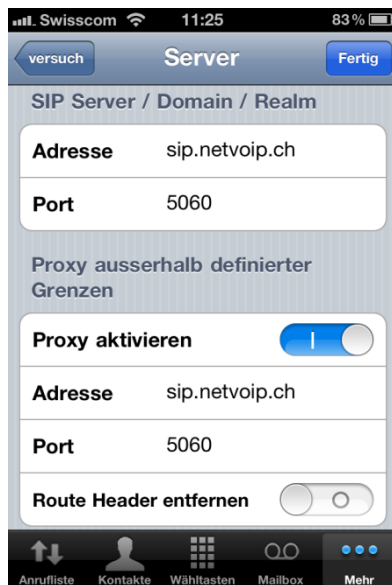 Swisscom 11:25 83%
versuch Server Fertig
SIP Server / Domain / Realm
Adresse sip.netvoip.ch
Port 5060
Proxy ausserhalb definierter
Grenzen
Proxy aktivieren
Adresse sip.netvoip.ch
Port 5060
Route Header entfernen
Anrufliste Kontakte Wähltasten Mailbox Mehr